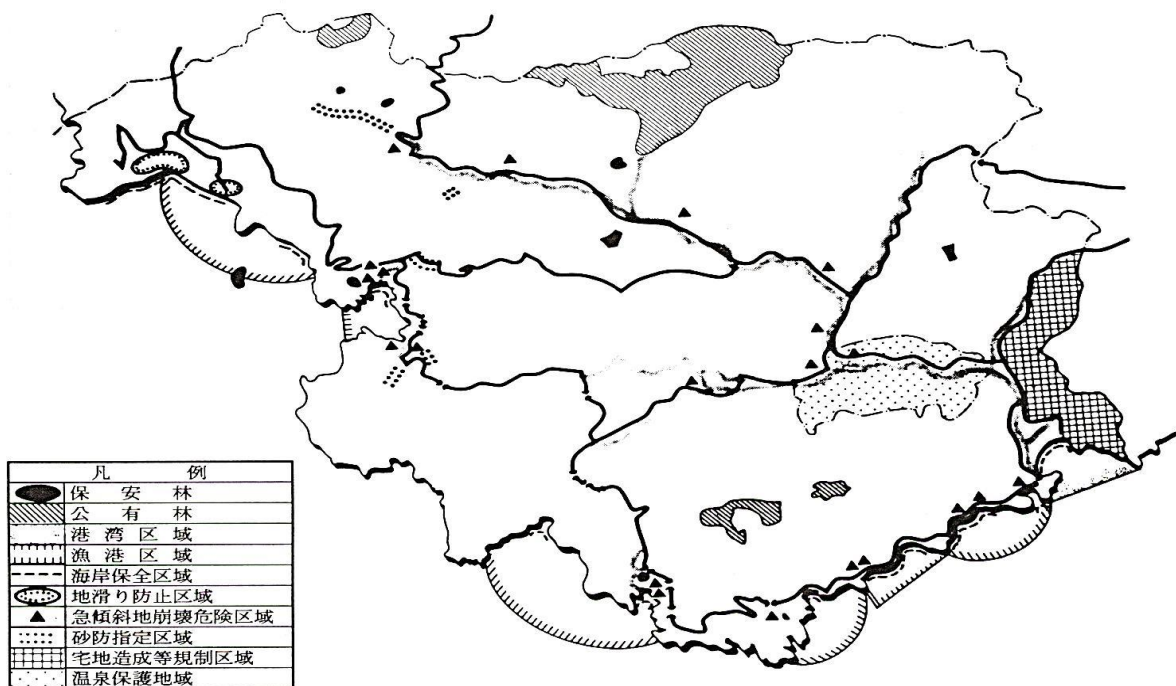 凡例
保安林
公有林
港湾区域
漁港区域
海岸保全区域
地滑り防止区域
急傾斜地崩壊危険区域
砂防指定区域
宅地造成等規制区域
温泉保護地域